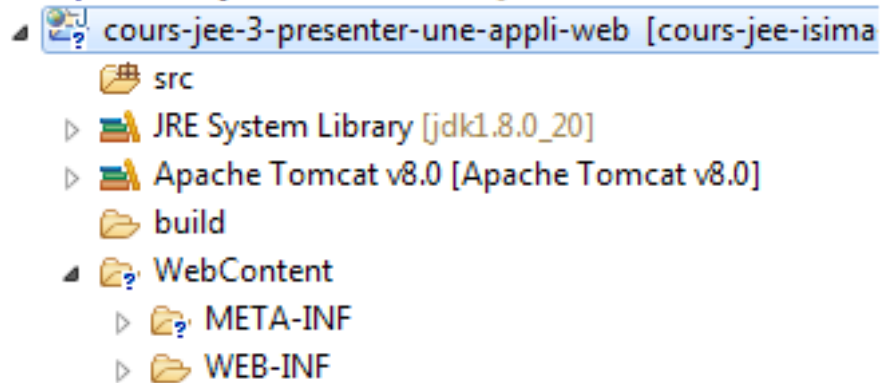 cours-jee-3-presenter-une-appli-web [cours-jee-isima
src
JRE System Library [jdk1.8.0_20]
Apache Tomcat v8.0 [Apache Tomcat v8.0]
build
WebContent
META-INF
WEB-INF